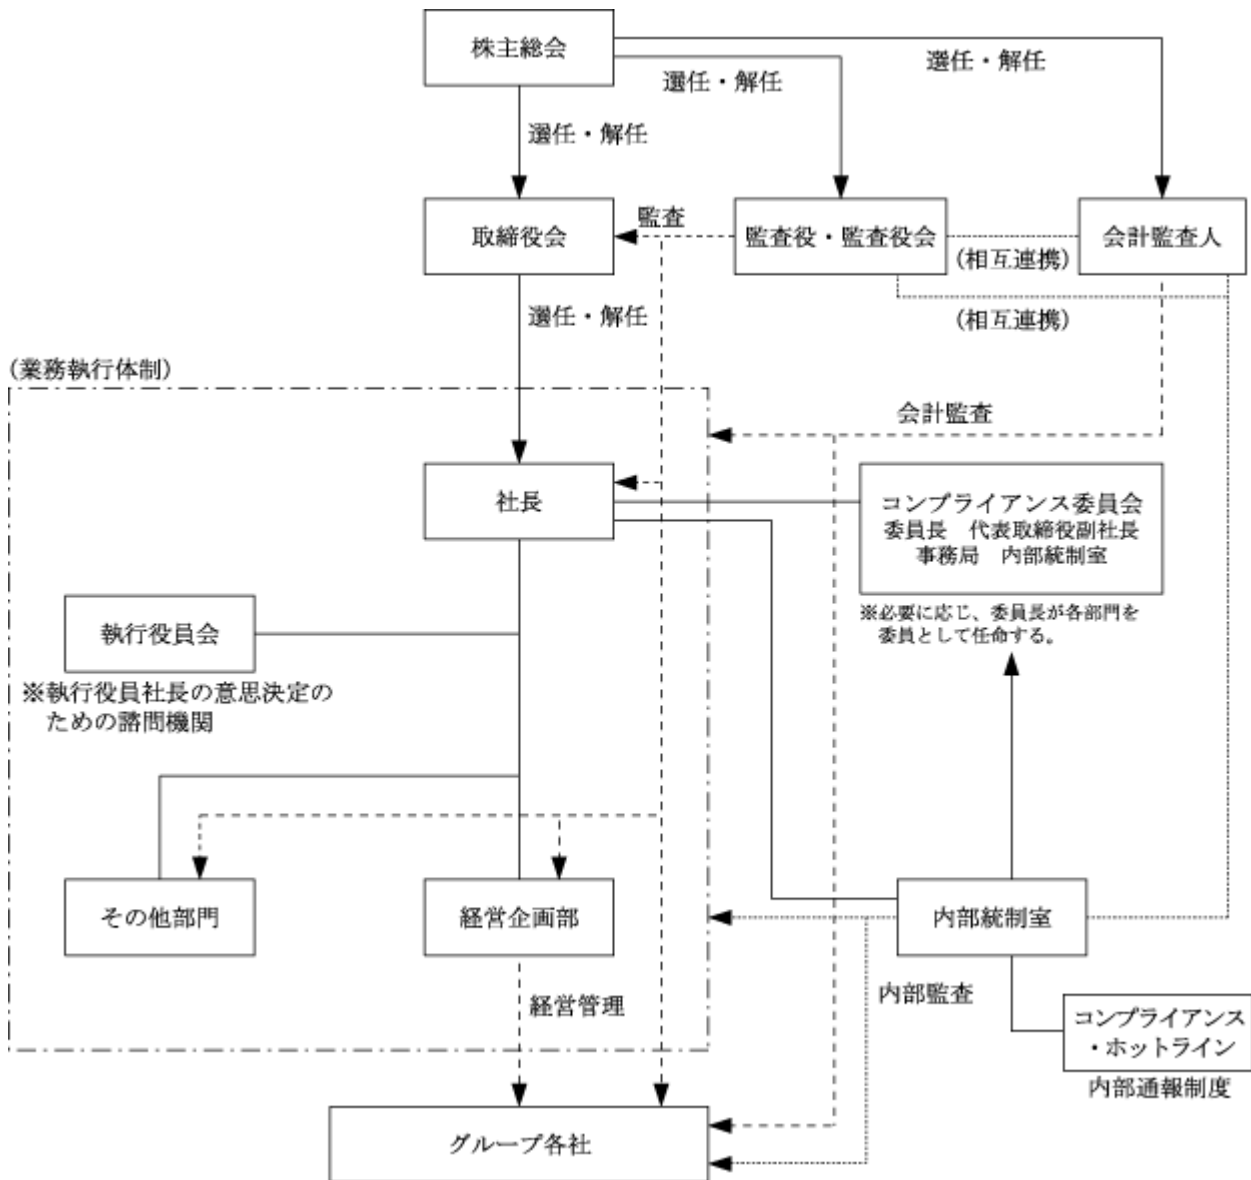 株主総会
選任・解任
選任・解任
選任・解任
取締役会
監査
監査役・監査役会
(相互連携)
会計監査人
選任・解任
(相互連携)
(業務執行体制)
会計監査
社長
コンプライアンス委員会
委員長　代表取締役副社長
事務局　内部統制室
※必要に応じ、委員長が各部門を
委員として任命する。
執行役員会
※執行役員社長の意思決定の
ための諮問機関
その他部門
経営企画部
内部統制室
経営管理
内部監査
コンプライアンス
・ホットライン
内部通報制度
グループ各社